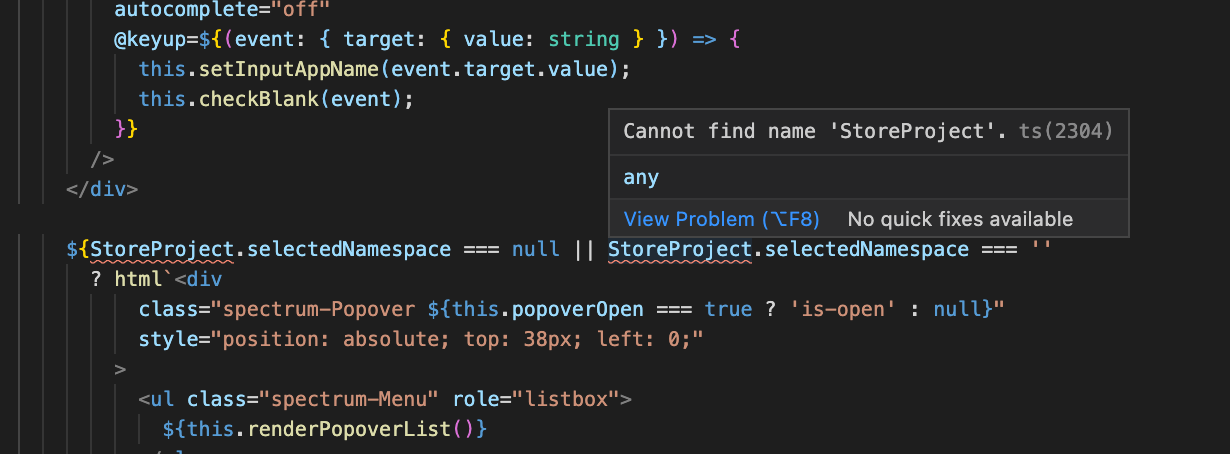 autocomplete="off"
@keyup=${(event: { target: { value: string } }) => {
this.setInputAppName(event.target.value);
this.checkBlank(event);
}}
/>
</div>
Cannot find name 'StoreProject'. ts(2304)
any
View Problem (⌥F8) No quick fixes available
${StoreProject.selectedNamespace === null || StoreProject.selectedNamespace === ''
? html`<div
class="spectrum-Popover ${this.popoverOpen === true ? 'is-open' : null}"
style="position: absolute; top: 38px; left: 0;"
>
<ul class="spectrum-Menu" role="listbox">
${this.renderPopoverList()}